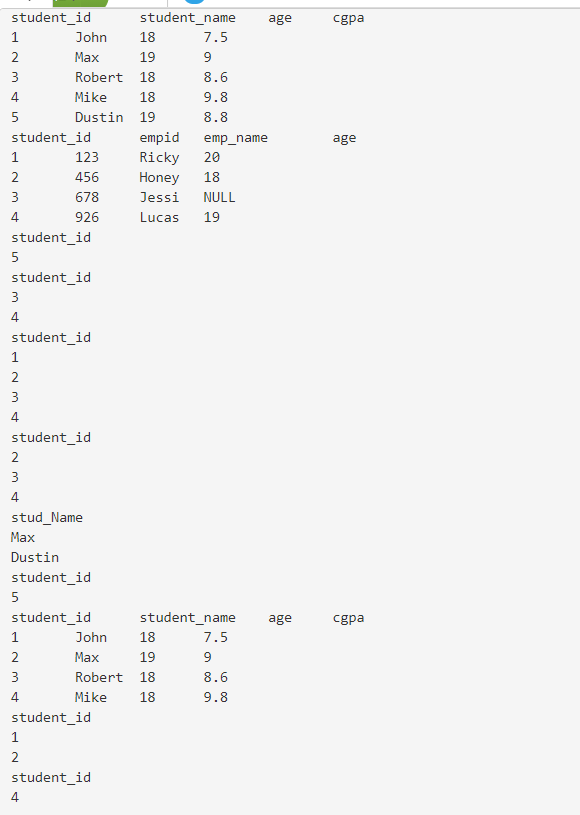 student_id student_name age cgpa
1 John 18 7.5
2 Max 19 9
3 Robert 18 8.6
4 Mike 18 9.8
5 Dustin 19 8.8
student_id empid emp_name age
1 123 Ricky 20
2 456 Honey 18
3 678 Jessi NULL
4 926 Lucas 19
student_id
5
student_id
3
4
student_id
1
2
3
4
student_id
2
3
4
stud_Name
Max
Dustin
student_id
5
student_id student_name age cgpa
1 John 18 7.5
2 Max 19 9
3 Robert 18 8.6
4 Mike 18 9.8
student_id
1
2
student_id
4